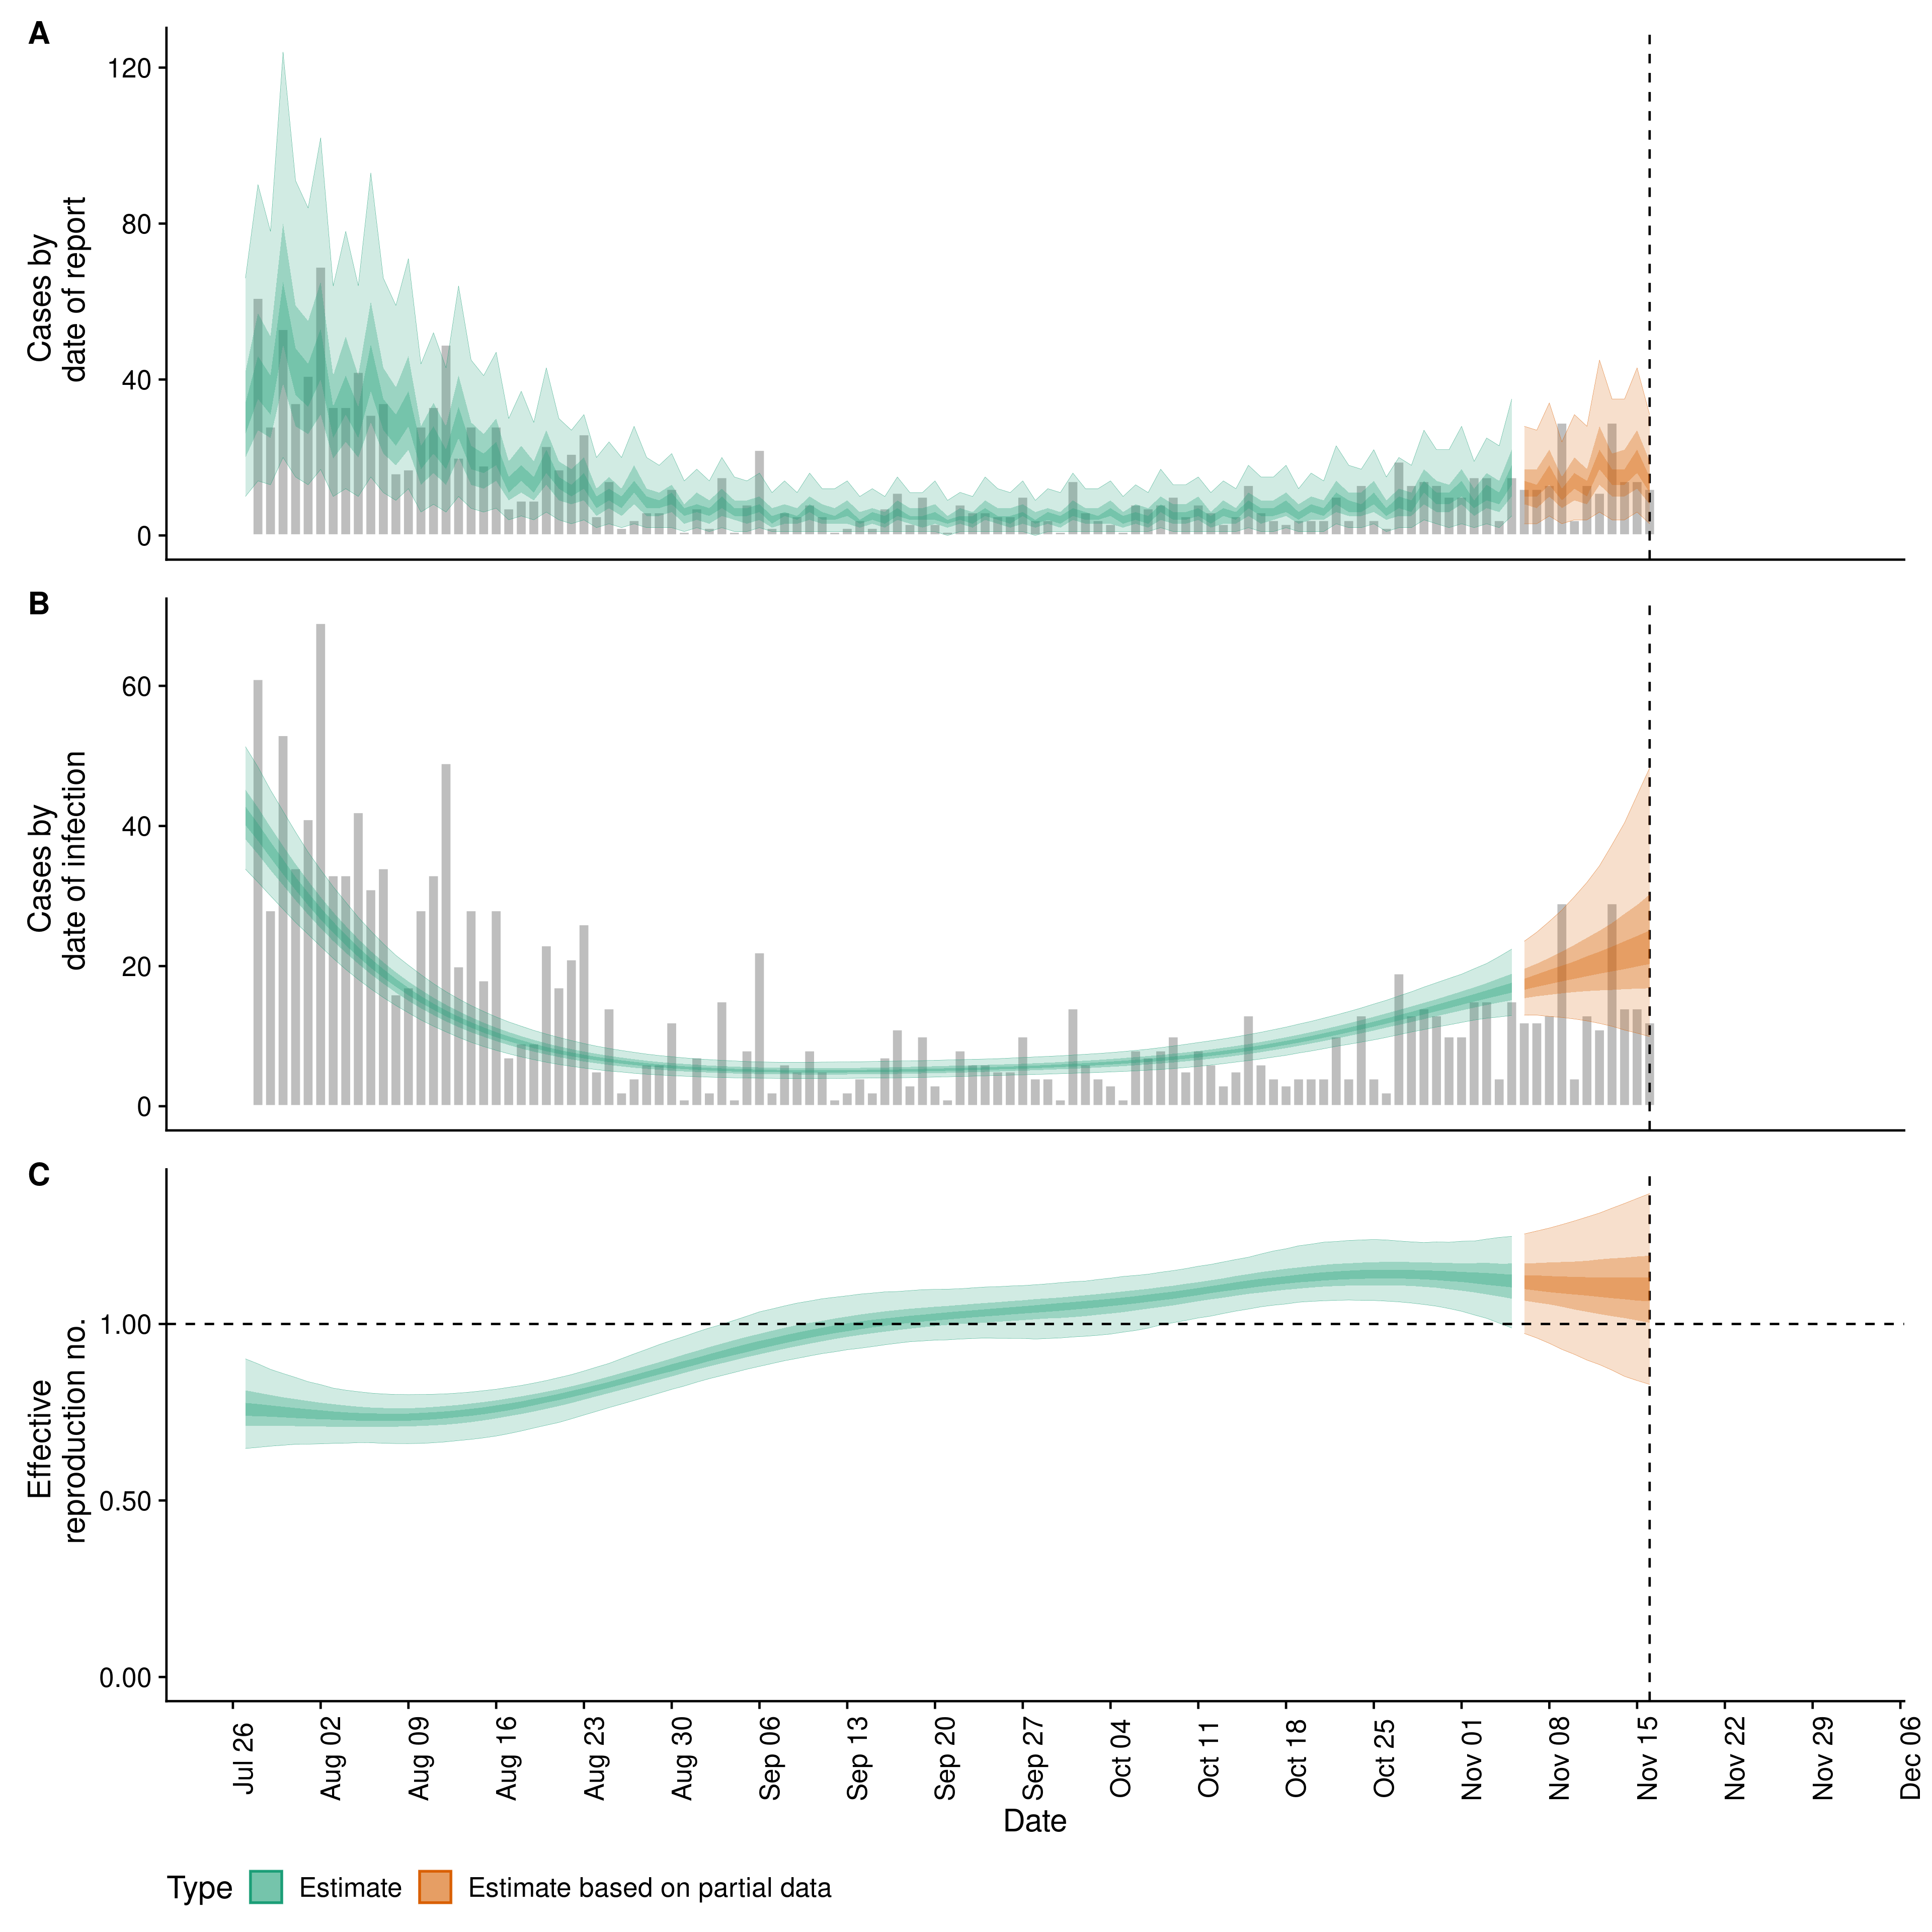 A
Cases by
date of report
120
80
40
0
B
Cases by
date of infection
60
40
20
0
C
Effective
reproduction no.
1.00
0.50
0.00
Jul 26
Aug 02
Aug 09
Aug 16
Aug 23
Aug 30
Sep 06
Sep 13
Sep 20
Sep 27
Oct 04
Oct 11
Oct 18
Oct 25
Nov 01
Nov 08
Nov 15
Nov 22
Nov 29
Dec 06
Date
Type Estimate Estimate based on partial data